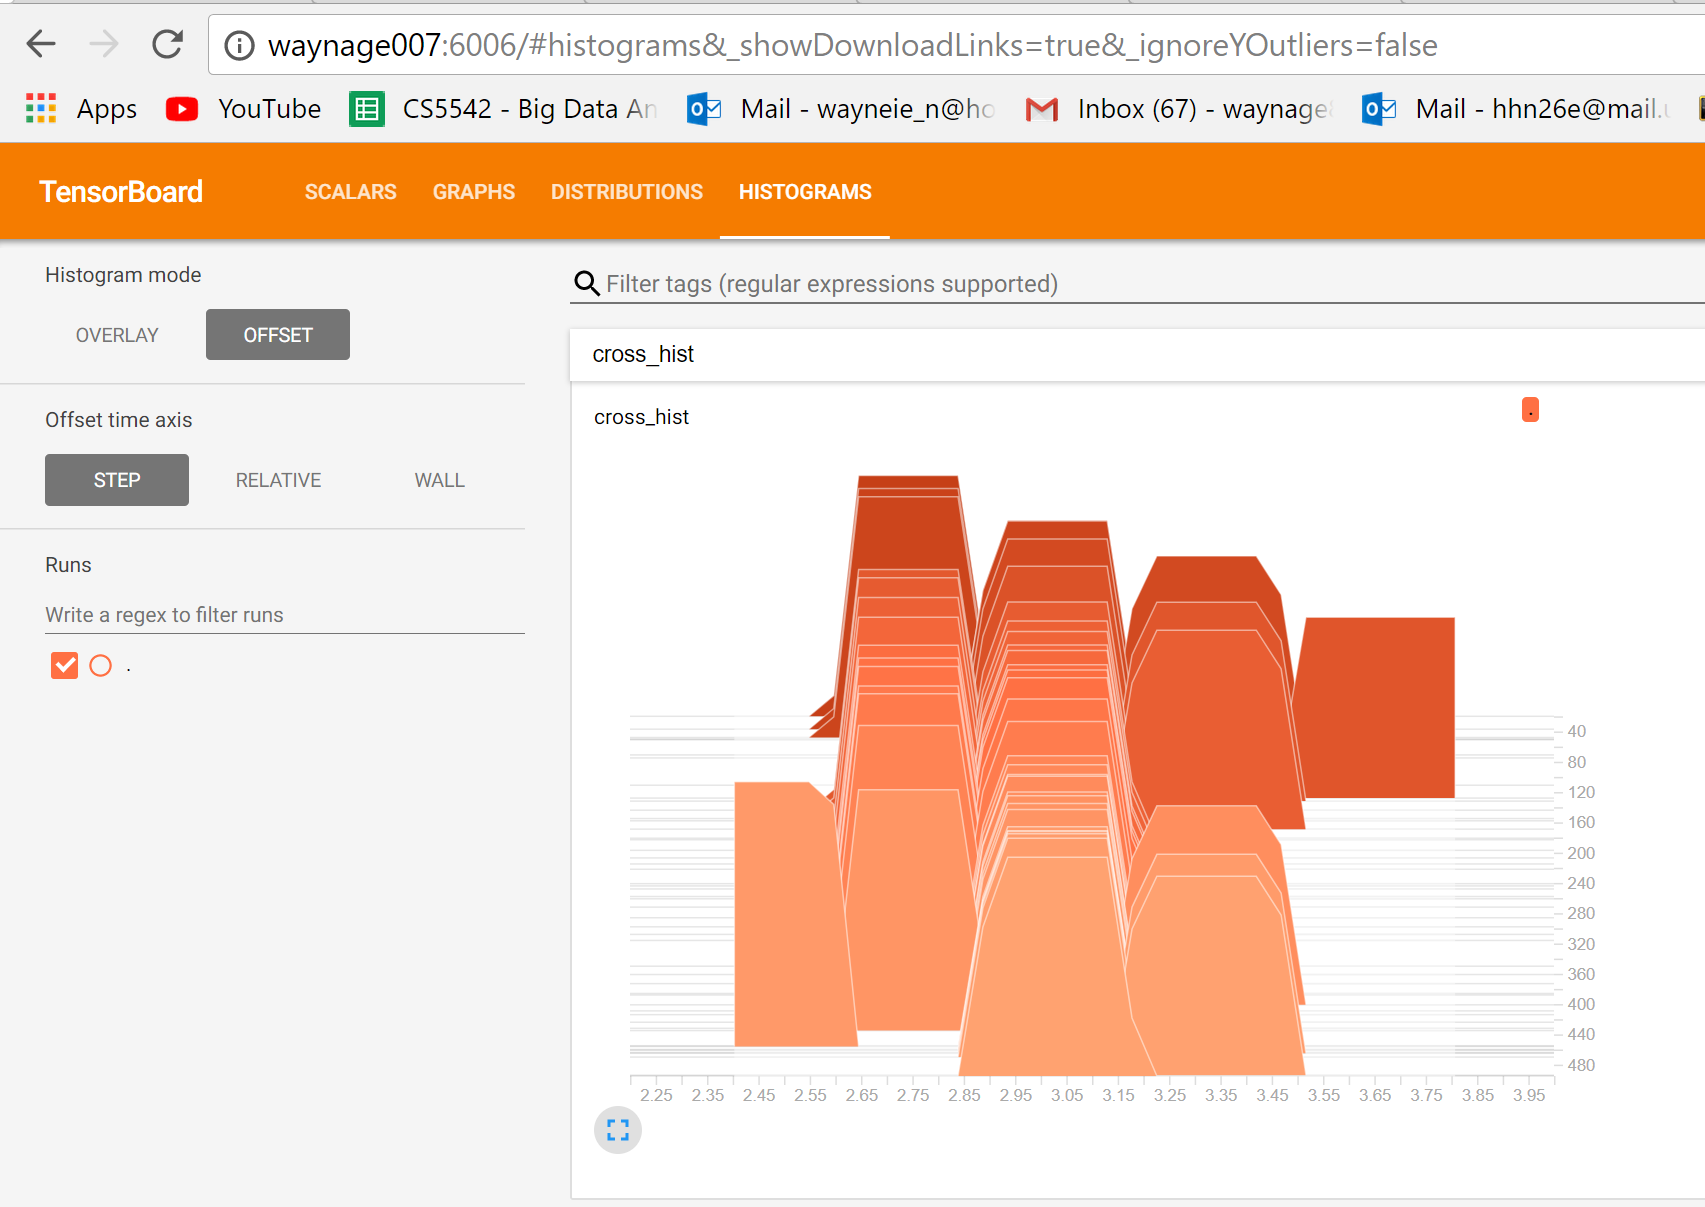 waynage007:6006/#histograms&_showDownloadLinks=true&_ignoreYOutliers=false
Apps YouTube CS5542 - Big Data An Mail - wayneie_n@ho Inbox (67) - waynage Mail - hhn26e@mail.u
TensorBoard SCALARS GRAPHS DISTRIBUTIONS HISTOGRAMS
Histogram mode
OVERLAY OFFSET
Offset time axis
STEP RELATIVE WALL
Runs
Write a regex to filter runs
.
Filter tags (regular expressions supported)
cross_hist
cross_hist
.
40
80
120
160
200
240
280
320
360
400
440
480
2.25 2.35 2.45 2.55 2.65 2.75 2.85 2.95 3.05 3.15 3.25 3.35 3.45 3.55 3.65 3.75 3.85 3.95